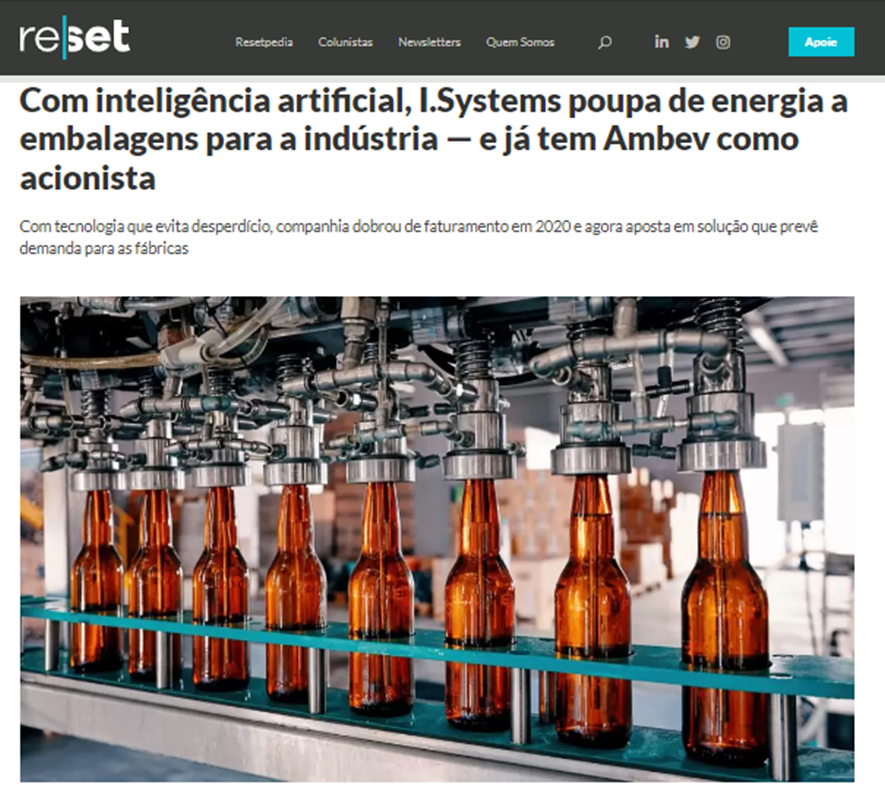 reset
Resetpedia Colunistas Newsletters Quem Somos Apoie
Com inteligência artificial, I.Systems poupa de energia a
embalagens para a indústria — e já tem Ambev como
acionista
Com tecnologia que evita desperdício, companhia dobrou de faturamento em 2020 e agora aposta em solução que prevê
demanda para as fábricas